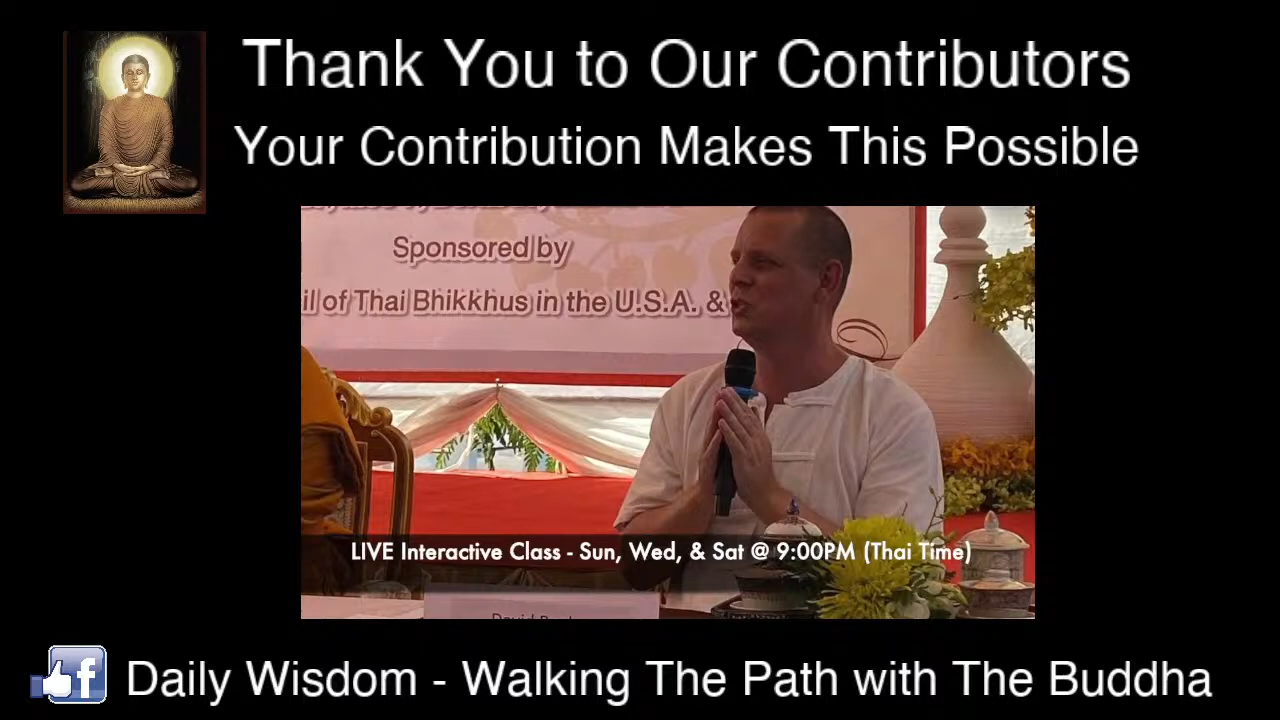 Thank You to Our Contributors
Your Contribution Makes This Possible
Sponsored by
of Thai Bhikkhus in the U.S.A. &
LIVE Interactive Class - Sun, Wed, & Sat @ 9:00PM (Thai Time)
David
f Daily Wisdom - Walking The Path with The Buddha